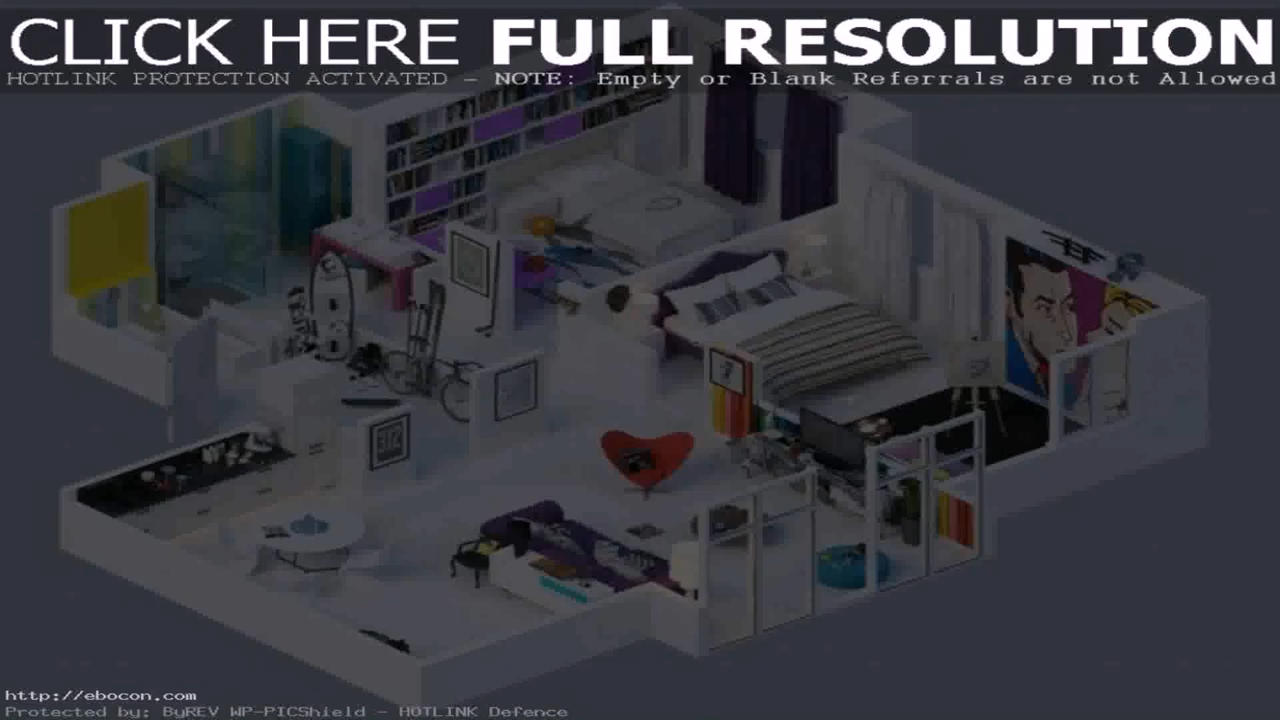 CLICK HERE FULL RESOLUTION
HOTLINK PROTECTION ACTIVATED - NOTE: Empty or Blank Referrals are not Allowed
http://ebocon.com
Protected by: ByREV WP-PICShield - HOTLINK Defence